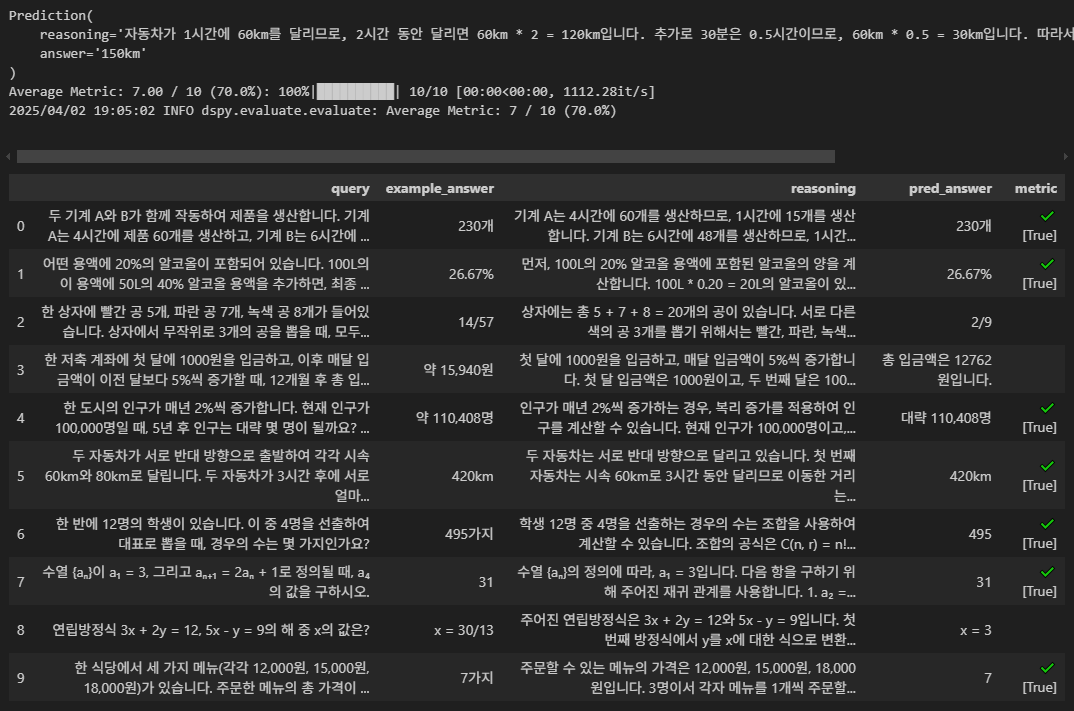 Prediction(
reasoning='자동차가 1시간에 60km를 달리므로, 2시간 동안 달리면 60km * 2 = 120km입니다. 추가로 30분은 0.5시간이므로, 60km * 0.5 = 30km입니다. 따라서
answer='150km'
)
Average Metric: 7.00 / 10 (70.0%): 100%|██████████| 10/10 [00:00<00:00, 1112.28it/s]
2025/04/02 19:05:02 INFO dspy.evaluate.evaluate: Average Metric: 7 / 10 (70.0%)
query example_answer reasoning pred_answer metric
0 두 기계 A와 B가 함께 작동하여 제품을 생산합니다. 기계 A는 4시간에 제품 60개를 생산하고, 기계 B는 6시간에 ... 230개 기계 A는 4시간에 60개를 생산하므로, 1시간에 15개를 생산합니다. 기계 B는 6시간에 48개를 생산하므로, 1시간... 230개 ✓ [True]
1 어떤 용액에 20%의 알코올이 포함되어 있습니다. 100L의 이 용액에 50L의 40% 알코올 용액을 추가하면, 최종 ... 26.67% 먼저, 100L의 20% 알코올 용액에 포함된 알코올의 양을 계산합니다. 100L * 0.20 = 20L의 알코올이 있... 26.67% ✓ [True]
2 한 상자에 빨간 공 5개, 파란 공 7개, 녹색 공 8개가 들어있습니다. 상자에서 무작위로 3개의 공을 뽑을 때, 모두... 14/57 상자에는 총 5 + 7 + 8 = 20개의 공이 있습니다. 서로 다른 색의 공 3개를 뽑기 위해서는 빨간, 파란, 녹색... 2/9
3 한 저축 계좌에 첫 달에 1000원을 입금하고, 이후 매달 입금액이 이전 달보다 5%씩 증가할 때, 12개월 후 총 입... 약 15,940원 첫 달에 1000원을 입금하고, 매달 입금액이 5%씩 증가합니다. 첫 달 입금액은 1000원이고, 두 번째 달은 100... 총 입금액은 12762원입니다.
4 한 도시의 인구가 매년 2%씩 증가합니다. 현재 인구가 100,000명일 때, 5년 후 인구는 대략 몇 명이 될까요? ... 약 110,408명 인구가 매년 2%씩 증가하는 경우, 복리 증가를 적용하여 인구를 계산할 수 있습니다. 현재 인구가 100,000명이고,... 대략 110,408명 ✓ [True]
5 두 자동차가 서로 반대 방향으로 출발하여 각각 시속 60km와 80km로 달립니다. 두 자동차가 3시간 후에 서로 얼마... 420km 두 자동차는 서로 반대 방향으로 달리고 있습니다. 첫 번째 자동차는 시속 60km로 3시간 동안 달리므로 이동한 거리는... 420km ✓ [True]
6 한 반에 12명의 학생이 있습니다. 이 중 4명을 선출하여 대표로 뽑을 때, 경우의 수는 몇 가지인가요? 495가지 학생 12명 중 4명을 선출하는 경우의 수는 조합을 사용하여 계산할 수 있습니다. 조합의 공식은 C(n, r) = n!... 495 ✓ [True]
7 수열 {aₙ}이 a₁ = 3, 그리고 aₙ₊₁ = 2aₙ + 1로 정의될 때, a₄의 값을 구하시오. 31 수열 {aₙ}의 정의에 따라, a₁ = 3입니다. 다음 항을 구하기 위해 주어진 재귀 관계를 사용합니다. 1. a₂ =... 31 ✓ [True]
8 연립방정식 3x + 2y = 12, 5x - y = 9의 해 중 x의 값은? x = 30/13 주어진 연립방정식은 3x + 2y = 12와 5x - y = 9입니다. 첫 번째 방정식에서 y를 x에 대한 식으로 변환... x = 3
9 한 식당에서 세 가지 메뉴(각각 12,000원, 15,000원, 18,000원)가 있습니다. 주문한 메뉴의 총 가격이 ... 7가지 주문할 수 있는 메뉴의 가격은 12,000원, 15,000원, 18,000원입니다. 3명이서 각자 메뉴를 1개씩 주문할... 7 ✓ [True]